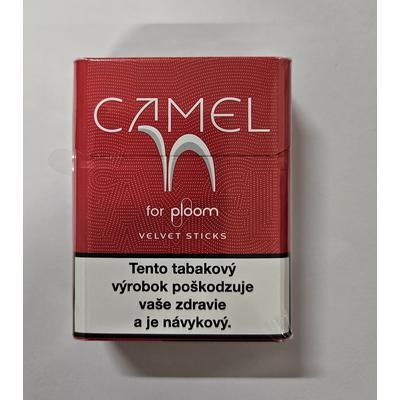 CAMEL
for ploom
VELVET STICKS
Tento tabakový
výrobok poškodzuje
vaše zdravie
a je návykový.